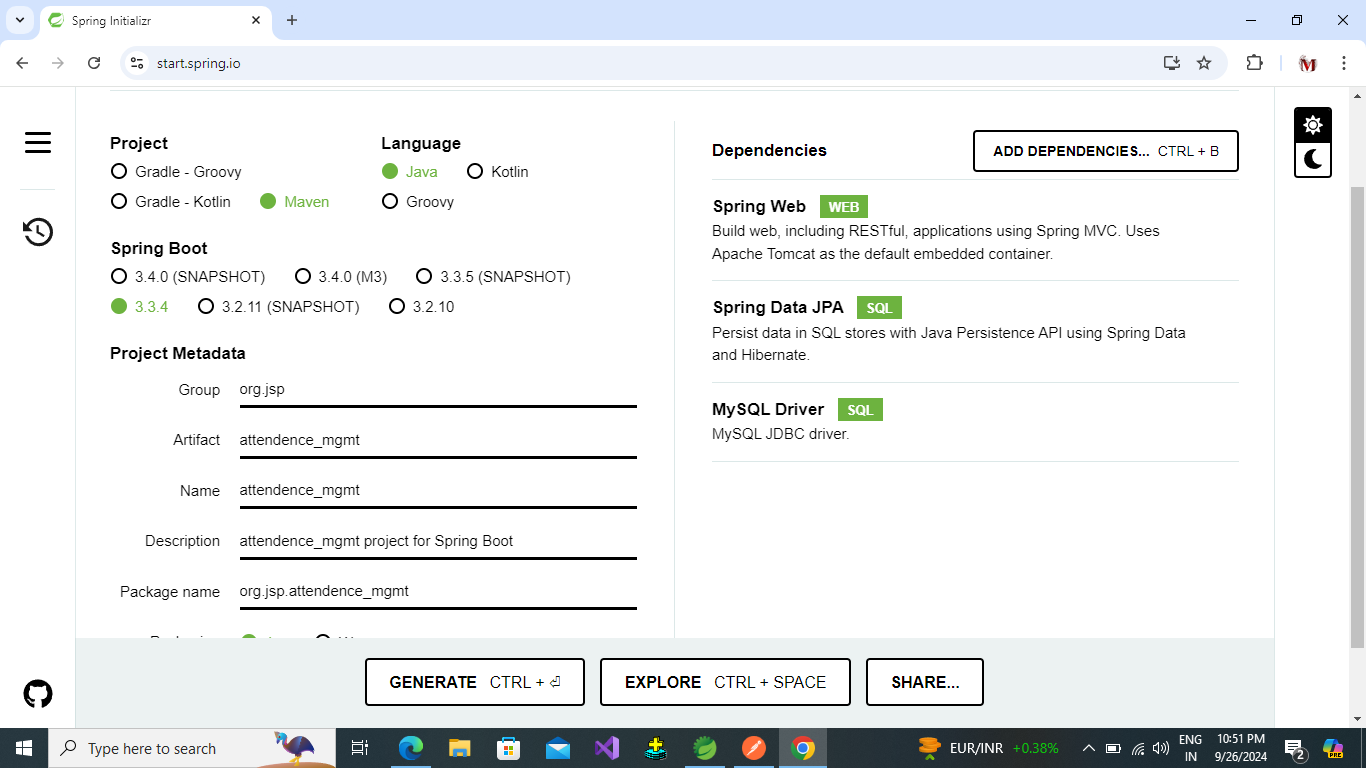 Spring Initializr
start.spring.io
Project
Gradle - Groovy
Gradle - Kotlin Maven
Language
Java Kotlin
Groovy
Spring Boot
3.4.0 (SNAPSHOT) 3.4.0 (M3) 3.3.5 (SNAPSHOT)
3.3.4 3.2.11 (SNAPSHOT) 3.2.10
Project Metadata
Group org.jsp
Artifact attendence_mgmt
Name attendence_mgmt
Description attendence_mgmt project for Spring Boot
Package name org.jsp.attendence_mgmt
Dependencies
ADD DEPENDENCIES... CTRL + B
Spring Web WEB
Build web, including RESTful, applications using Spring MVC. Uses
Apache Tomcat as the default embedded container.
Spring Data JPA SQL
Persist data in SQL stores with Java Persistence API using Spring Data
and Hibernate.
MySQL Driver SQL
MySQL JDBC driver.
GENERATE CTRL + ⏎
EXPLORE CTRL + SPACE
SHARE...
Type here to search
EUR/INR +0.38%
ENG
IN
10:51 PM
9/26/2024
2
PRE